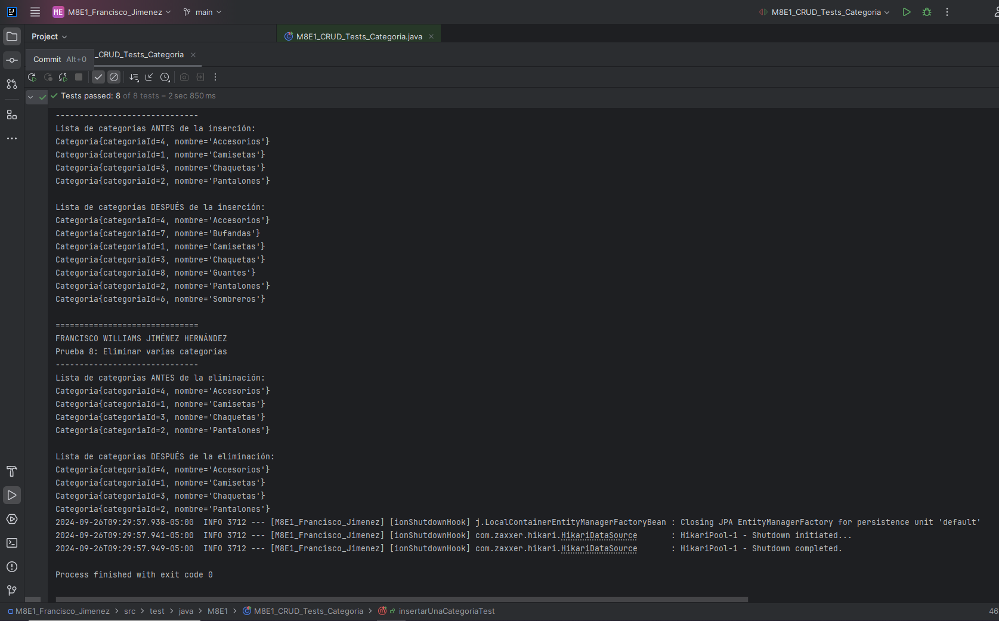 IJ ME M8E1_Francisco_Jimenez main M8E1_CRUD_Tests_Categoria
Project M8E1_CRUD_Tests_Categoria.java
Commit Alt+0 _CRUD_Tests_Categoria
Tests passed: 8 of 8 tests – 2 sec 850 ms
------------------------------
Lista de categorías ANTES de la inserción:
Categoria{categoriaId=4, nombre='Accesorios'}
Categoria{categoriaId=1, nombre='Camisetas'}
Categoria{categoriaId=3, nombre='Chaquetas'}
Categoria{categoriaId=2, nombre='Pantalones'}
Lista de categorías DESPUÉS de la inserción:
Categoria{categoriaId=4, nombre='Accesorios'}
Categoria{categoriaId=7, nombre='Bufandas'}
Categoria{categoriaId=1, nombre='Camisetas'}
Categoria{categoriaId=3, nombre='Chaquetas'}
Categoria{categoriaId=8, nombre='Guantes'}
Categoria{categoriaId=2, nombre='Pantalones'}
Categoria{categoriaId=6, nombre='Sombreros'}
==============================
FRANCISCO WILLIAMS JIMÉNEZ HERNÁNDEZ
Prueba 8: Eliminar varias categorías
------------------------------
Lista de categorías ANTES de la eliminación:
Categoria{categoriaId=4, nombre='Accesorios'}
Categoria{categoriaId=1, nombre='Camisetas'}
Categoria{categoriaId=3, nombre='Chaquetas'}
Categoria{categoriaId=2, nombre='Pantalones'}
Lista de categorías DESPUÉS de la eliminación:
Categoria{categoriaId=4, nombre='Accesorios'}
Categoria{categoriaId=1, nombre='Camisetas'}
Categoria{categoriaId=3, nombre='Chaquetas'}
Categoria{categoriaId=2, nombre='Pantalones'}
2024-09-26T09:29:57.938-05:00  INFO 3712 --- [M8E1_Francisco_Jimenez] [ionShutdownHook] j.LocalContainerEntityManagerFactoryBean : Closing JPA EntityManagerFactory for persistence unit 'default'
2024-09-26T09:29:57.941-05:00  INFO 3712 --- [M8E1_Francisco_Jimenez] [ionShutdownHook] com.zaxxer.hikari.HikariDataSource       : HikariPool-1 - Shutdown initiated...
2024-09-26T09:29:57.949-05:00  INFO 3712 --- [M8E1_Francisco_Jimenez] [ionShutdownHook] com.zaxxer.hikari.HikariDataSource       : HikariPool-1 - Shutdown completed.
Process finished with exit code 0
M8E1_Francisco_Jimenez > src > test > java > M8E1 > M8E1_CRUD_Tests_Categoria > insertarUnaCategoriaTest 46